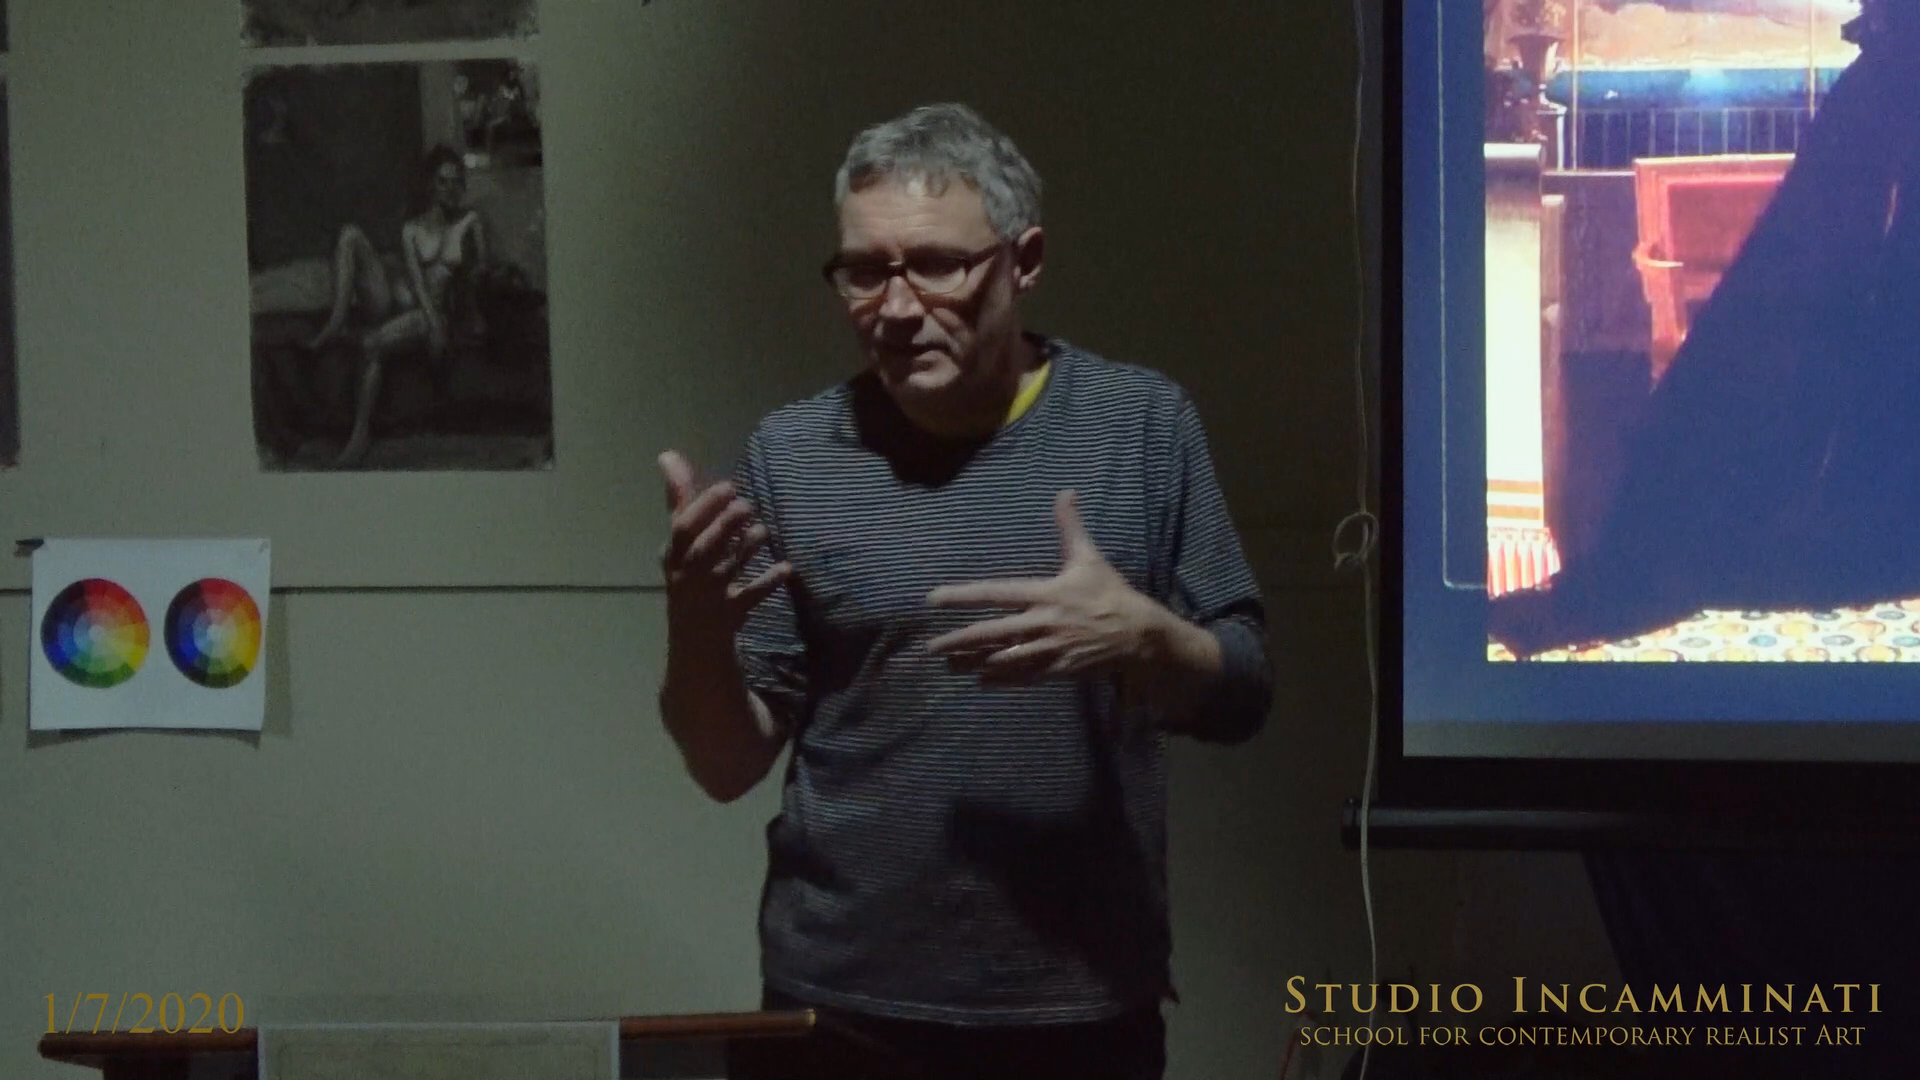 1/7/2020
STUDIO INCAMMINATI
SCHOOL FOR CONTEMPORARY REALIST ART